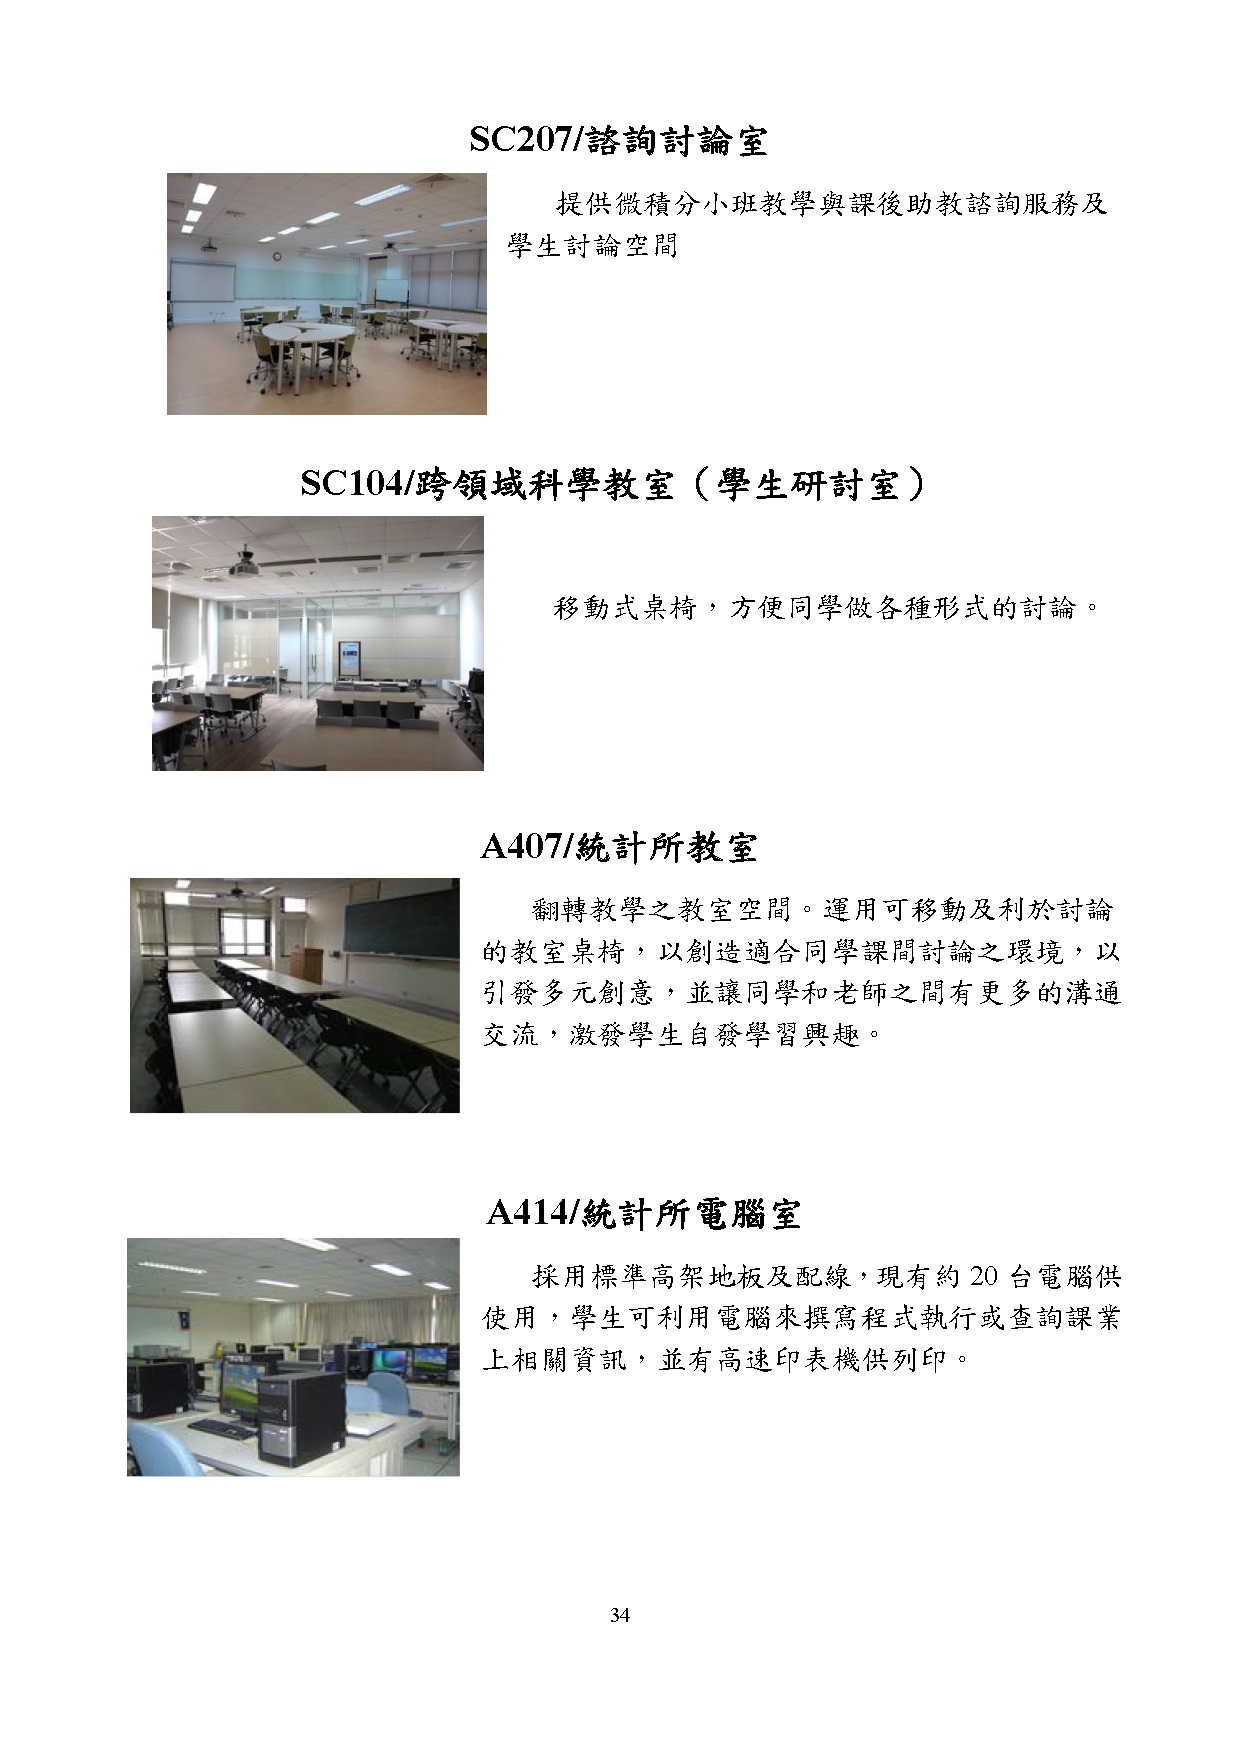 SC207/諮詢討論室
提供微積分小班教學與課後助教諮詢服務及
學生討論空間
SC104/跨領域科學教室（學生研討室）
移動式桌椅，方便同學做各種形式的討論。
A407/統計所教室
翻轉教學之教室空間。運用可移動及利於討論
的教室桌椅，以創造適合同學課間討論之環境，以
引發多元創意，並讓同學和老師之間有更多的溝通
交流，激發學生自發學習興趣。
A414/統計所電腦室
採用標準高架地板及配線，現有約 20 台電腦供
使用，學生可利用電腦來撰寫程式執行或查詢課業
上相關資訊，並有高速印表機供列印。
34